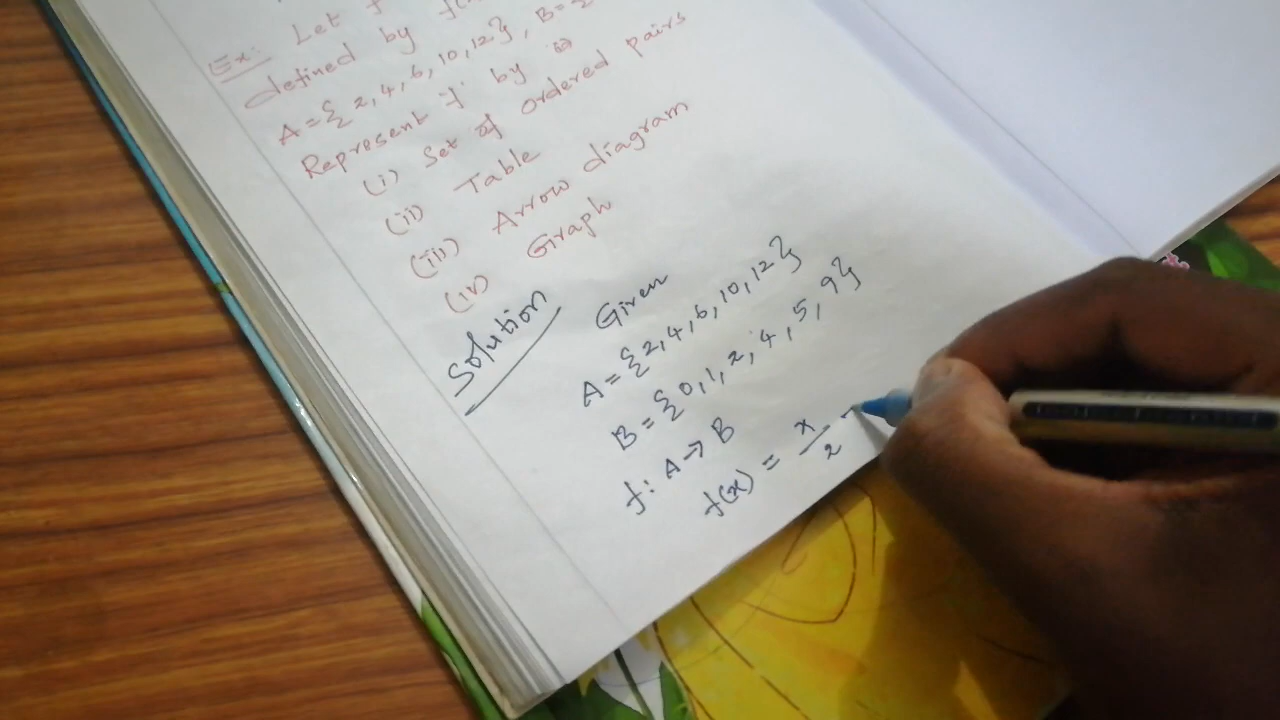 Ex: Let f
defined by
A = { 2, 4, 6, 10, 12 }, B = {
Represent 'f' by
(i) Set of ordered pairs
(ii) Table
(iii) Arrow diagram
(iv) Graph
Solution
Given
A = { 2, 4, 6, 10, 12 }
B = { 0, 1, 2, 4, 5, 9 }
f: A → B
f(x) = x/2 -